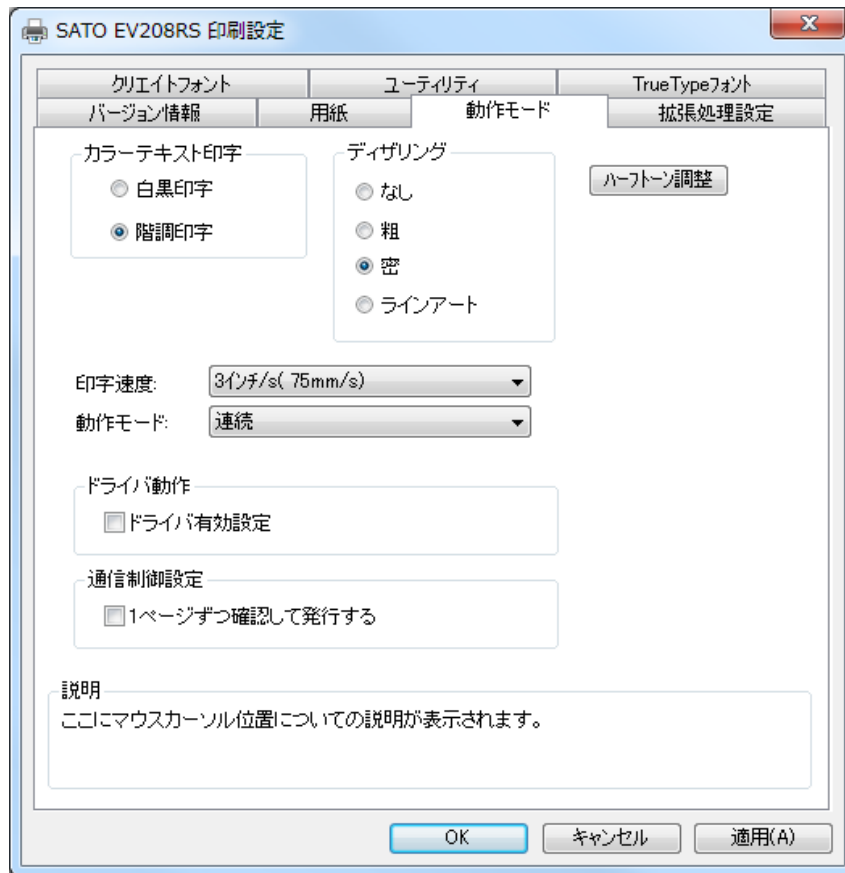 SATO EV208RS 印刷設定
クリエイトフォント ユーティリティ TrueTypeフォント
バージョン情報 用紙 動作モード 拡張処理設定
カラーテキスト印字
白黒印字
階調印字
ディザリング
なし
粗
密
ラインアート
ハーフトーン調整
印字速度: 3インチ/s( 75mm/s)
動作モード: 連続
ドライバ動作
ドライバ有効設定
通信制御設定
1ページずつ確認して発行する
説明
ここにマウスカーソル位置についての説明が表示されます。
OK キャンセル 適用(A)